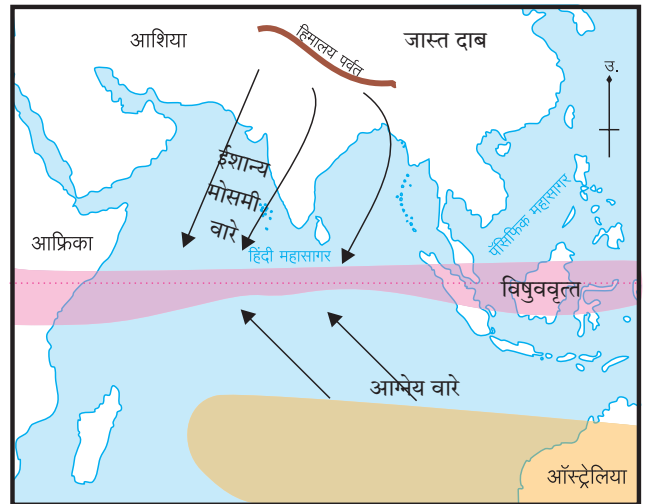 आशिया
हिमालय पर्वत
जास्त दाब
उ.
ईशान्य
मोसमी
वारे
पॅसिफिक महासागर
आफ्रिका
हिंदी महासागर
विषुववृत्त
आग्नेय वारे
ऑस्ट्रेलिया